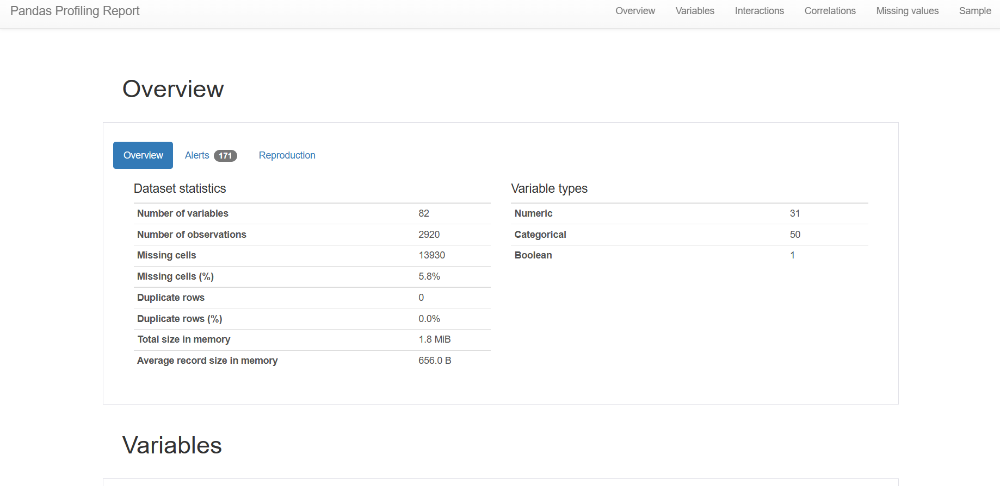 Pandas Profiling Report Overview Variables Interactions Correlations Missing values Sample
Overview
Overview Alerts 171 Reproduction
Dataset statistics
Number of variables 82
Number of observations 2920
Missing cells 13930
Missing cells (%) 5.8%
Duplicate rows 0
Duplicate rows (%) 0.0%
Total size in memory 1.8 MiB
Average record size in memory 656.0 B
Variable types
Numeric 31
Categorical 50
Boolean 1
Variables